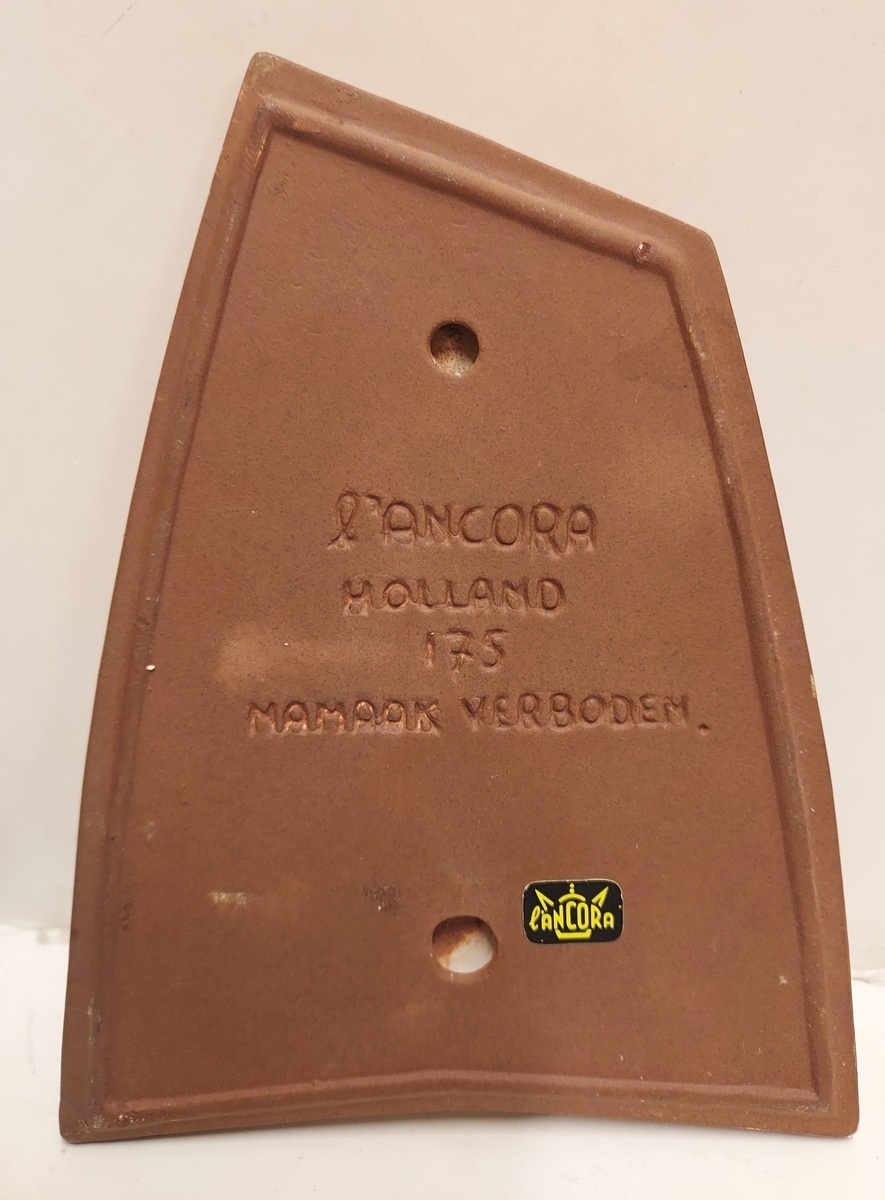 l'ANCORA
HOLLAND
175
NAMAAK VERBODEN.
l'ANCORA